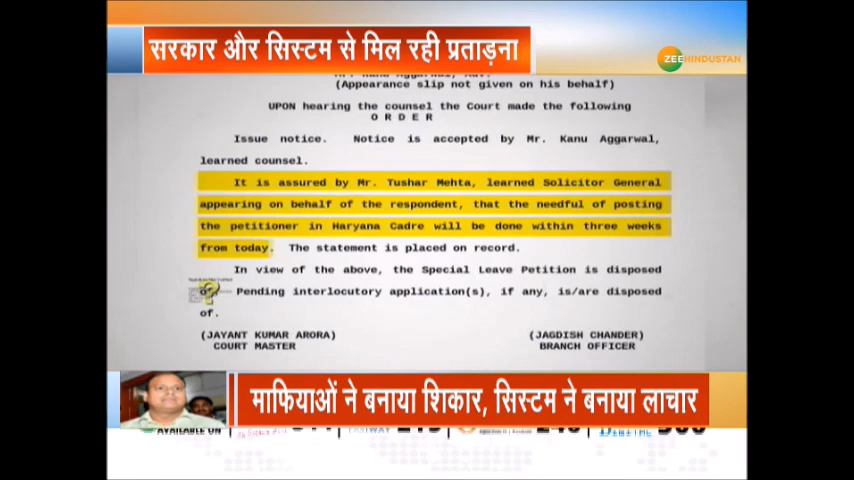 सरकार और सिस्टम से मिल रही प्रताड़ना
ZEE HINDUSTAN
(Appearance slip not given on his behalf)
UPON hearing the counsel the Court made the following
O R D E R
Issue notice. Notice is accepted by Mr. Kanu Aggarwal,
learned counsel.
It is assured by Mr. Tushar Mehta, learned Solicitor General
appearing on behalf of the respondent, that the needful of posting
the petitioner in Haryana Cadre will be done within three weeks
from today. The statement is placed on record.
In view of the above, the Special Leave Petition is disposed
of. Pending interlocutory application(s), if any, is/are disposed
of.
(JAYANT KUMAR ARORA) (JAGDISH CHANDER)
COURT MASTER BRANCH OFFICER
माफियाओं ने बनाया शिकार, सिस्टम ने बनाया लाचार
AVAILABLE ON